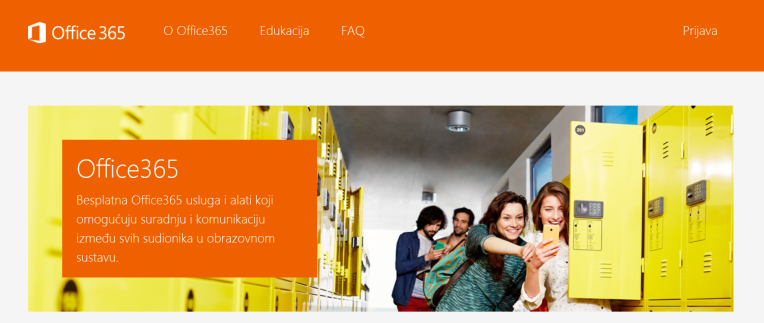 Office 365
O Office365
Edukacija
FAQ
Prijava
Office365
Besplatna Office365 usluga i alati koji
omogućuju suradnju i komunikaciju
između svih sudionika u obrazovnom
sustavu.
201